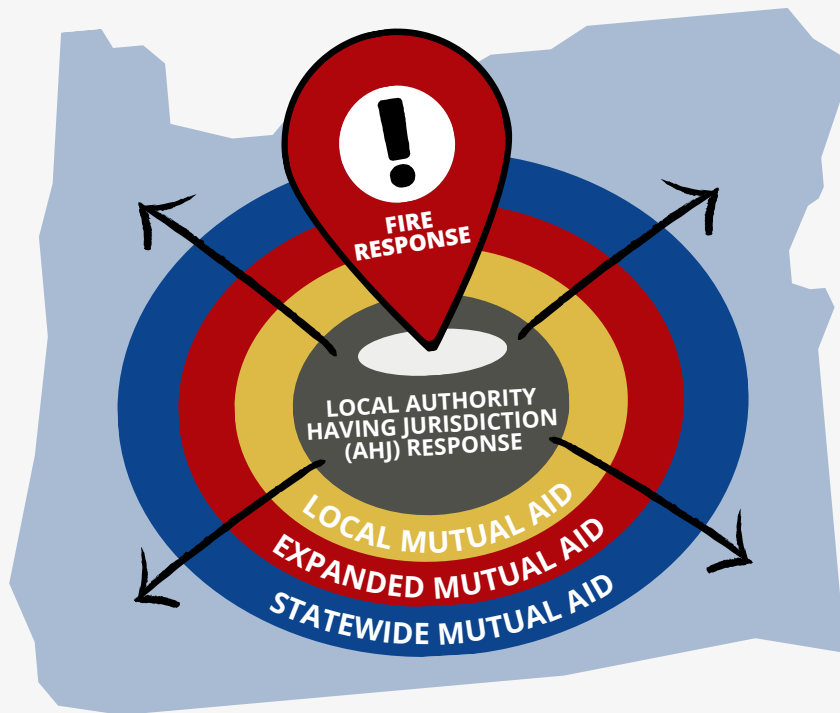 FIRE
RESPONSE
LOCAL AUTHORITY
HAVING JURISDICTION
(AHJ) RESPONSE
LOCAL MUTUAL AID
EXPANDED MUTUAL AID
STATEWIDE MUTUAL AID